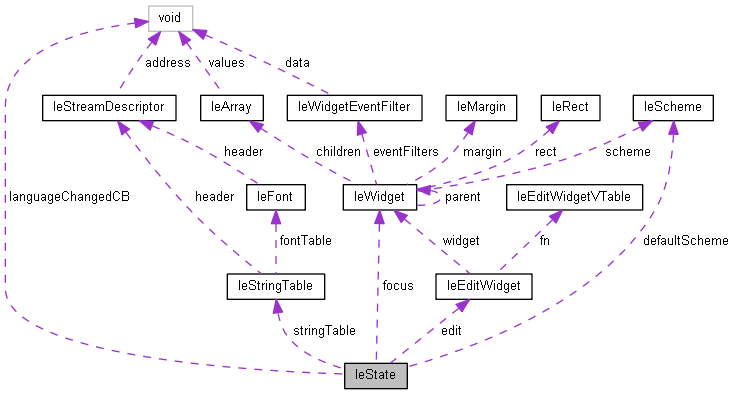 void
address
values
data
leStreamDescriptor
leArray
leWidgetEventFilter
leMargin
leRect
leScheme
header
children
eventFilters
margin
rect
scheme
languageChangedCB
header
leFont
leWidget
parent
leEditWidgetVTable
fontTable
widget
fn
defaultScheme
leStringTable
focus
leEditWidget
stringTable
edit
leState